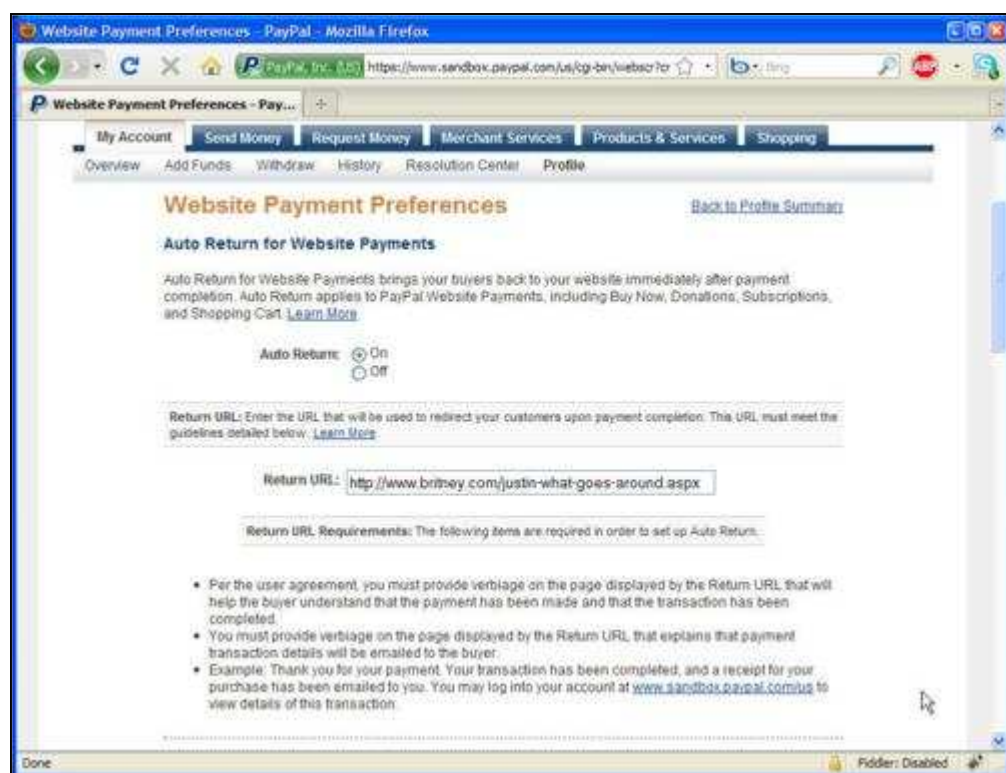 Website Payment Preferences - PayPal - Mozilla Firefox
PayPal, Inc. (US) https://www.sandbox.paypal.com/us/cgi-bin/webscr?cr Bing ABP
Website Payment Preferences - Pay...
My Account Send Money Request Money Merchant Services Products & Services Shopping
Overview Add Funds Withdraw History Resolution Center Profile
Website Payment Preferences Back to Profile Summary
Auto Return for Website Payments
Auto Return for Website Payments brings your buyers back to your website immediately after payment
completion. Auto Return applies to PayPal Website Payments, including Buy Now, Donations, Subscriptions,
and Shopping Cart. Learn More
Auto Return: On
Off
Return URL: Enter the URL that will be used to redirect your customers upon payment completion. This URL must meet the
guidelines detailed below. Learn More
Return URL: http://www.britney.com/justin-what-goes-around.aspx
Return URL Requirements: The following items are required in order to set up Auto Return.
• Per the user agreement, you must provide verbiage on the page displayed by the Return URL that will
help the buyer understand that the payment has been made and that the transaction has been
completed.
• You must provide verbiage on the page displayed by the Return URL that explains that payment
transaction details will be emailed to the buyer.
• Example: Thank you for your payment. Your transaction has been completed, and a receipt for your
purchase has been emailed to you. You may log into your account at www.sandbox.paypal.com/us to
view details of this transaction.
Done Fiddler: Disabled